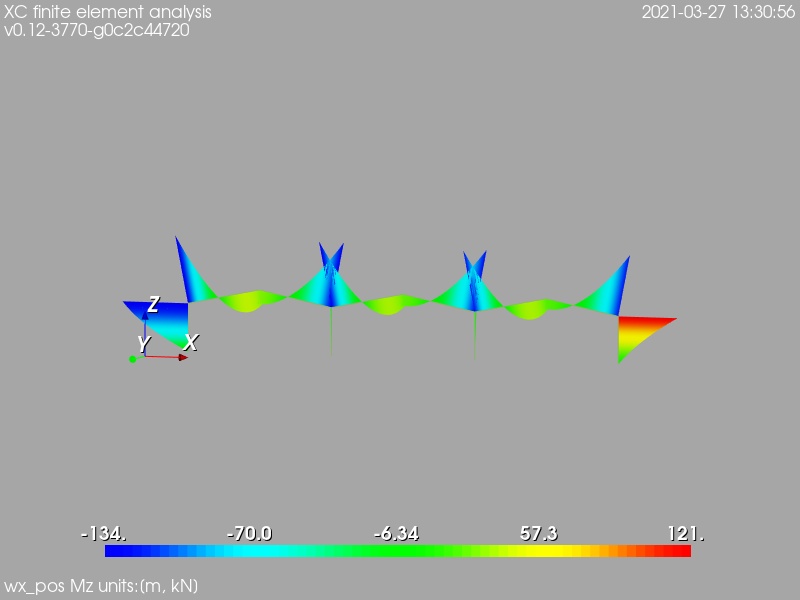 XC finite element analysis
2021-03-27 13:30:56
v0.12-3770-g0c2c44720
Z
Y
X
-134. -70.0 -6.34 57.3 121.
wx_pos Mz units:(m, kN)